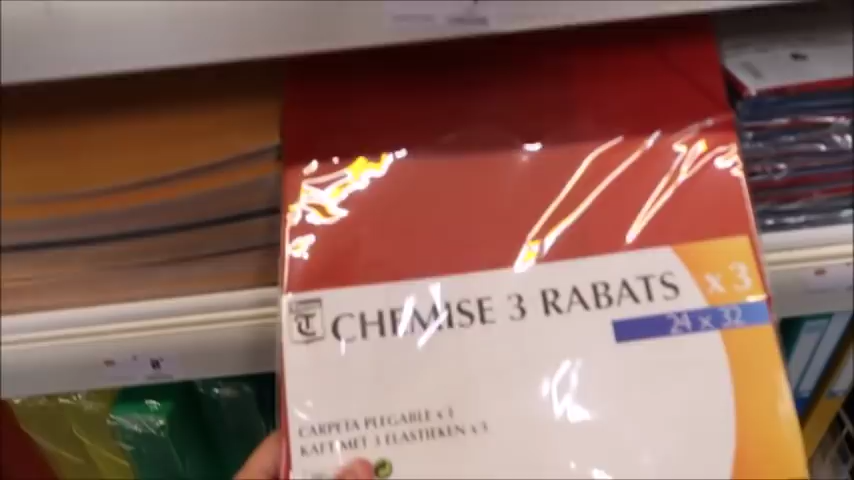 CHEMISE 3 RABATS
x 3
24 x 32
CARPETA PLEGABLE x 3
KAFT MET 3 ELASTIEKEN x 3